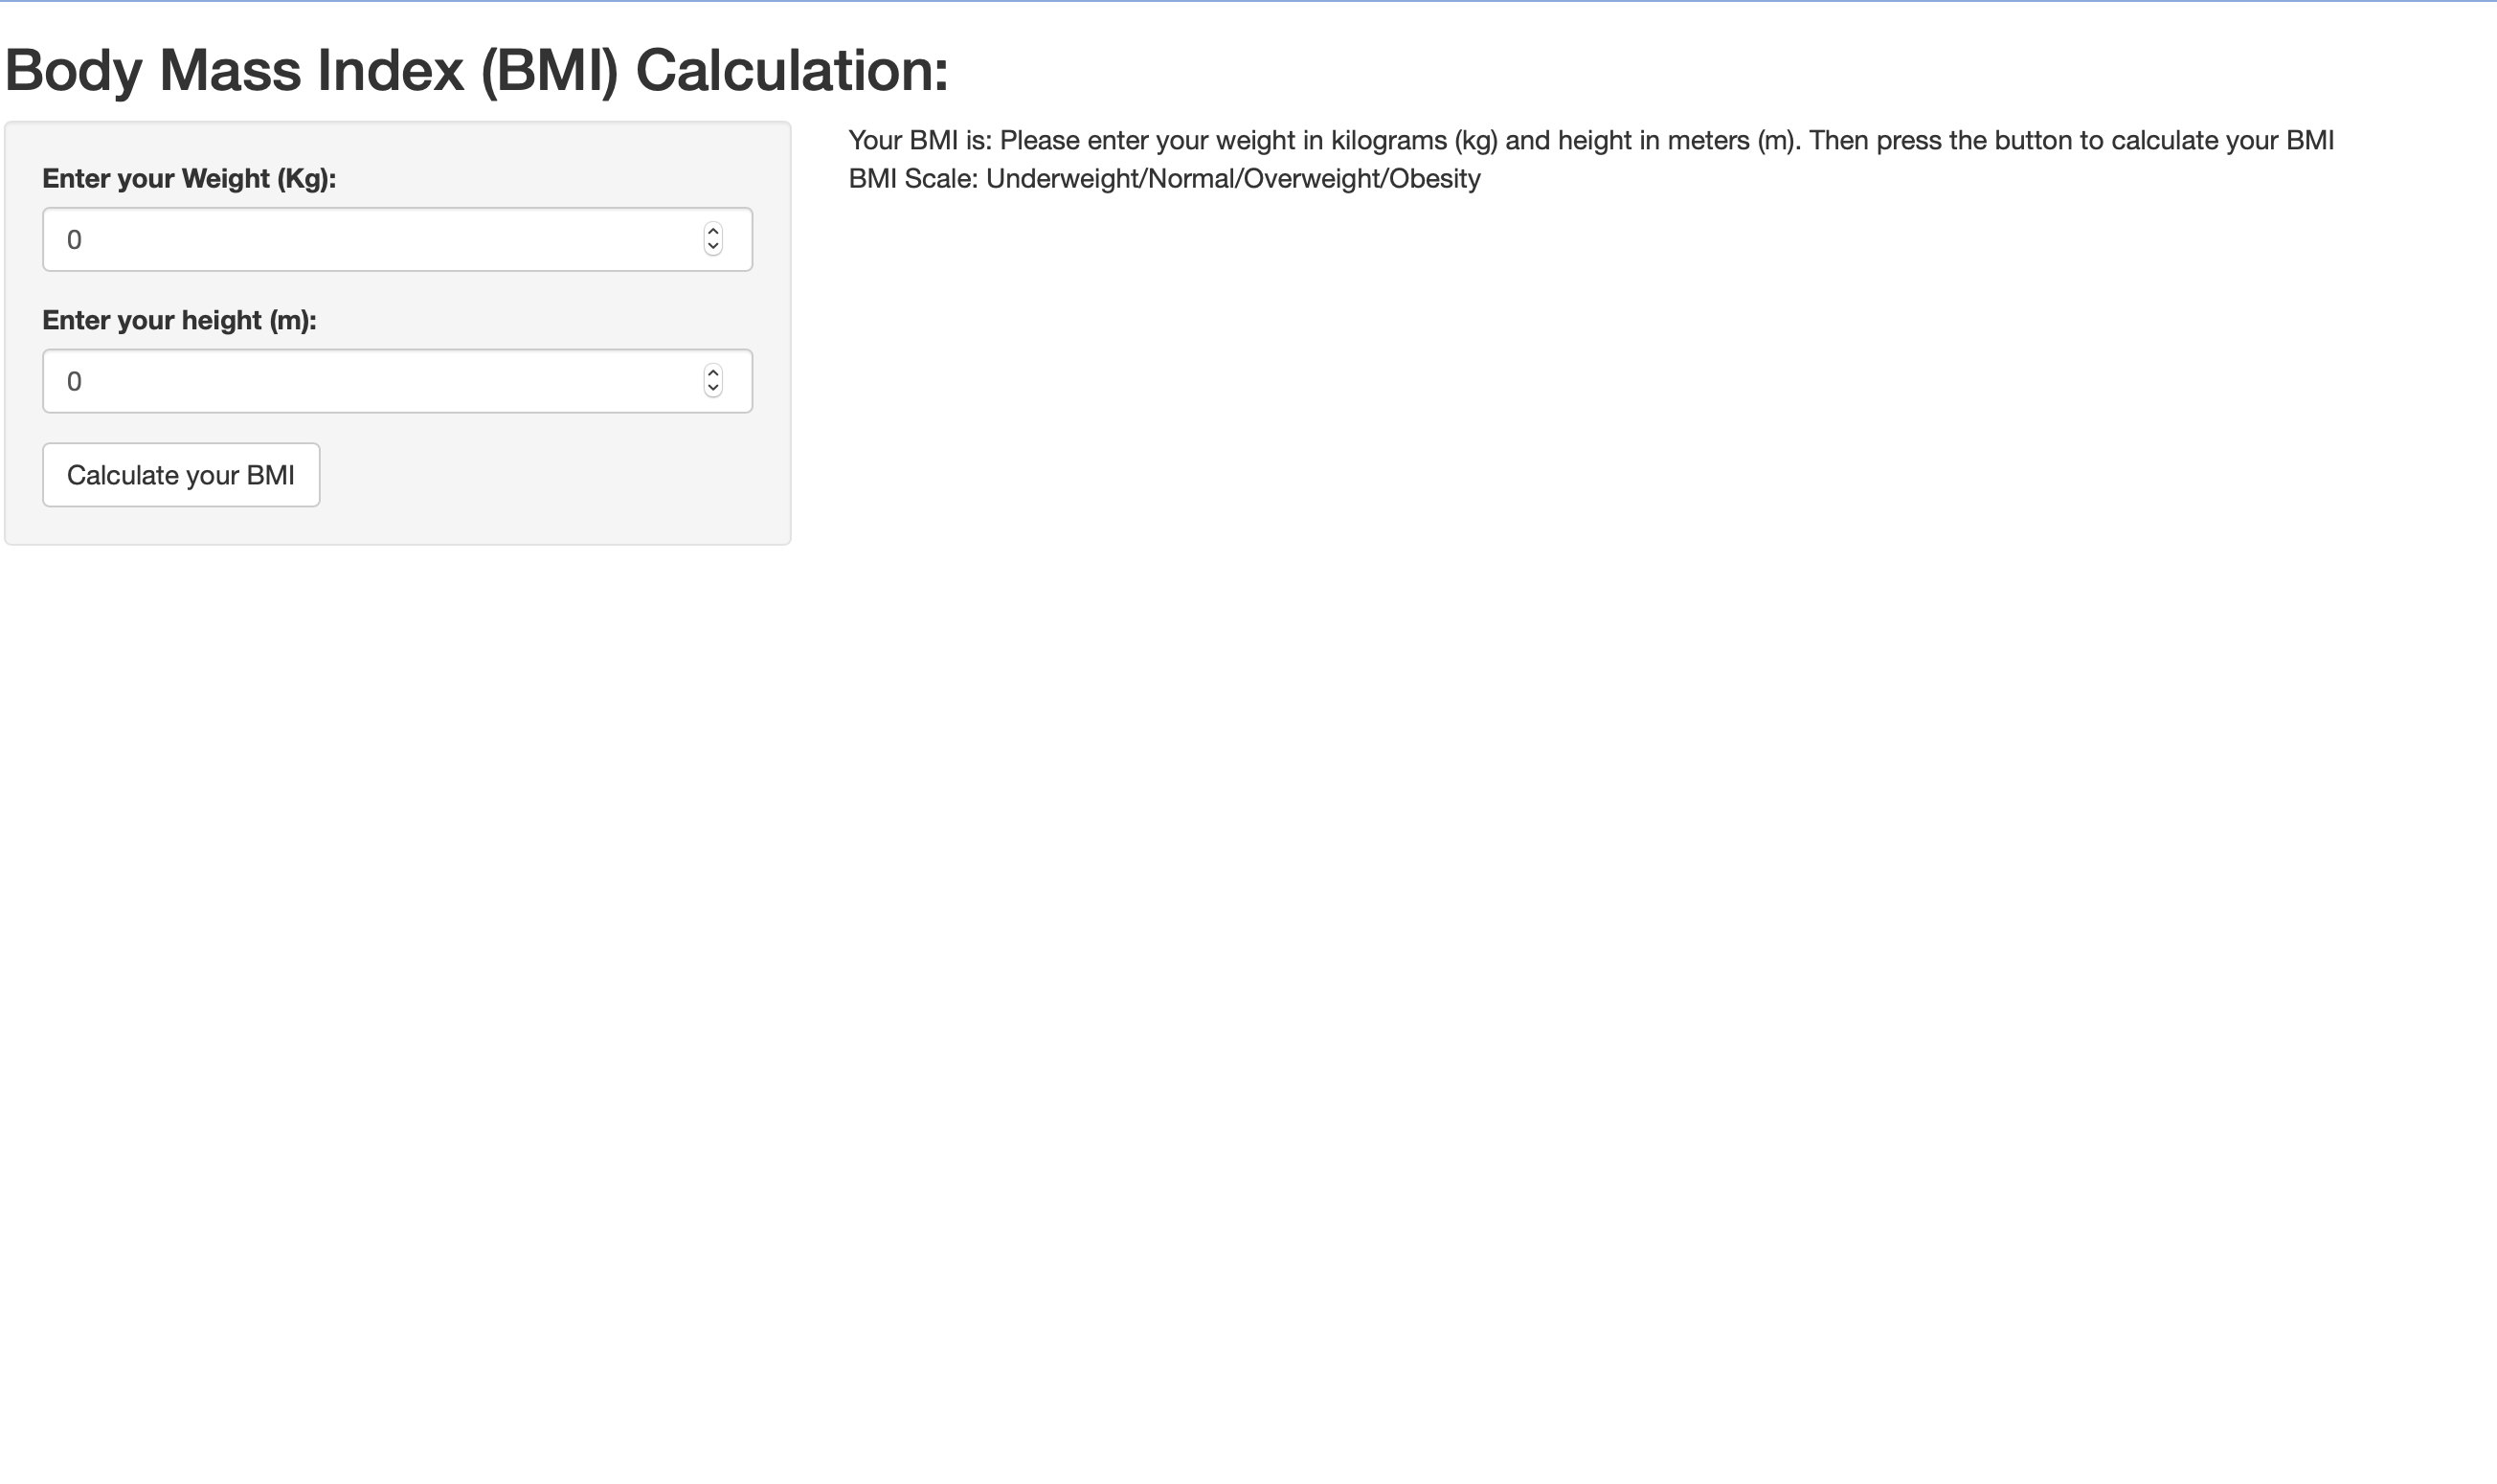 Body Mass Index (BMI) Calculation:
Enter your Weight (Kg):
0
Enter your height (m):
0
Calculate your BMI
Your BMI is: Please enter your weight in kilograms (kg) and height in meters (m). Then press the button to calculate your BMI
BMI Scale: Underweight/Normal/Overweight/Obesity